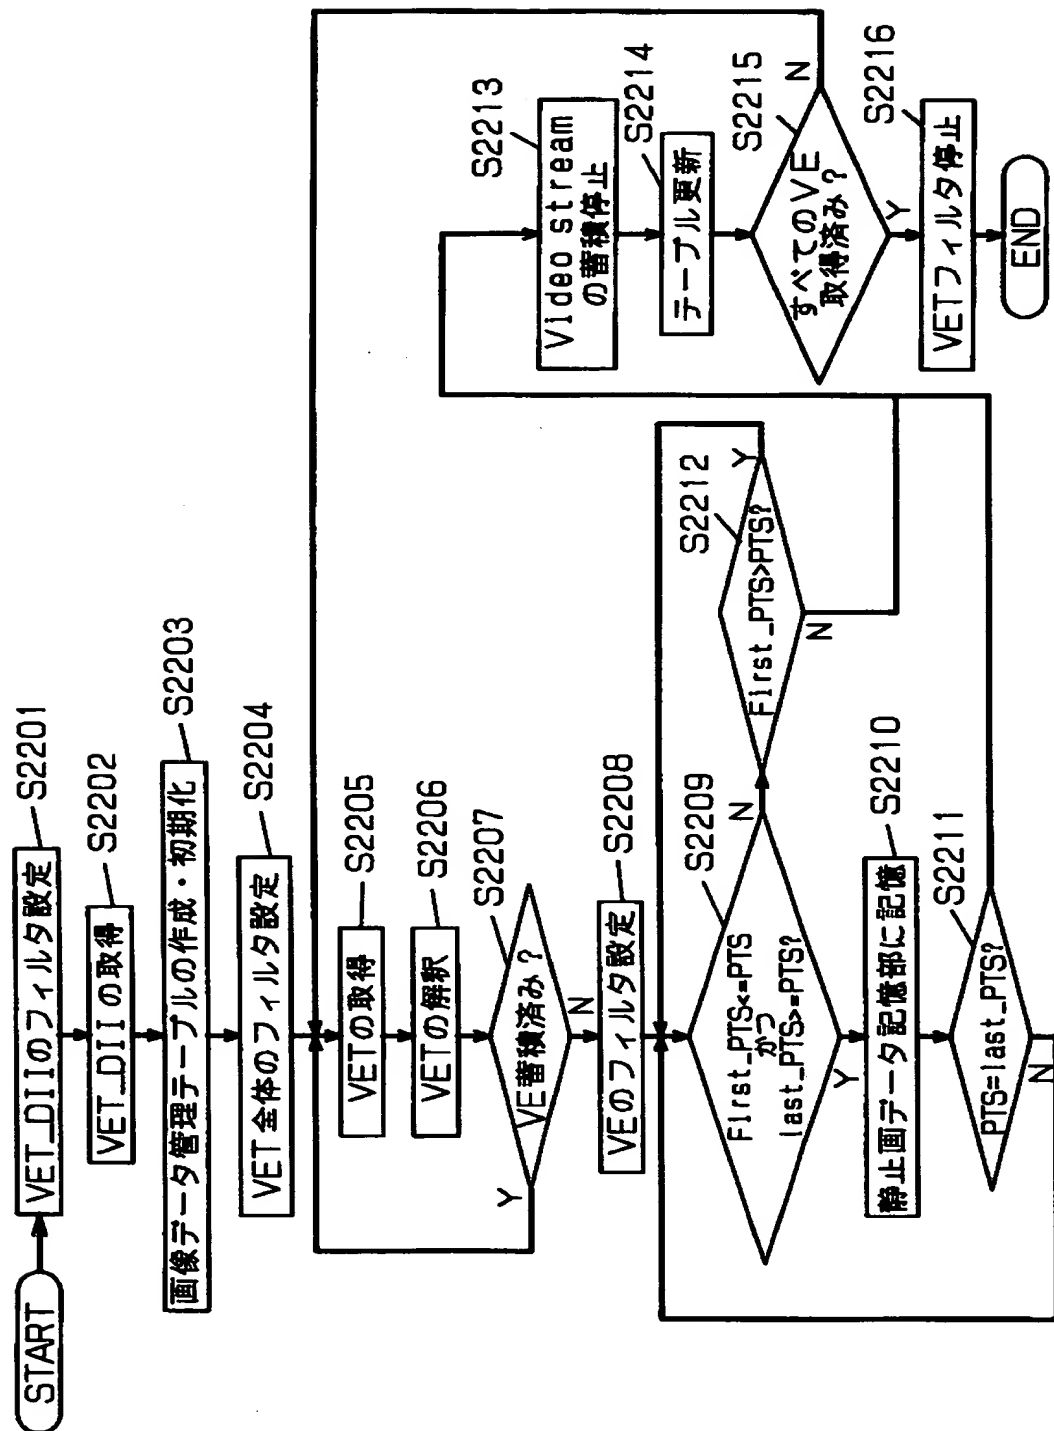 START
VET_DIIのフィルタ設定
S2201
VET_DIIの取得
S2202
画像データ管理テーブルの作成・初期化
S2203
VET全体のフィルタ設定
S2204
VETの取得
S2205
VETの解釈
S2206
VE蓄積済み?
S2207
Y
N
VEのフィルタ設定
S2208
First_PTS<=PTS
かつ
last_PTS>=PTS?
S2209
Y
N
静止画データ記憶部に記憶
S2210
PTS=last_PTS?
S2211
N
First_PTS>PTS?
S2212
Y
N
Video stream
の蓄積停止
S2213
テーブル更新
S2214
すべてのVE
取得済み?
S2215
N
Y
VETフィルタ停止
S2216
END